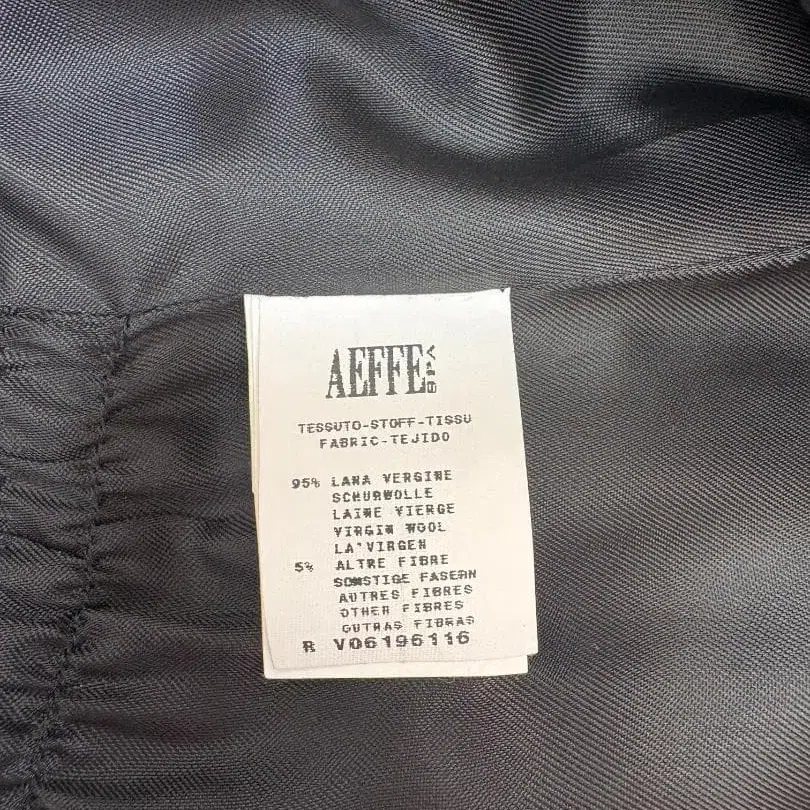 AEFFE SPA
TESSUTO-STOFF-TISSU
FABRIC-TEJIDO
95% LANA VERGINE
SCHURWOLLE
LAINE VIERGE
VIRGIN WOOL
LA'VIRGEN
5% ALTRE FIBRE
SONSTIGE FASERN
AUTRES FIBRES
OTHER FIBRES
OUTRAS FIBRAS
R V06196116